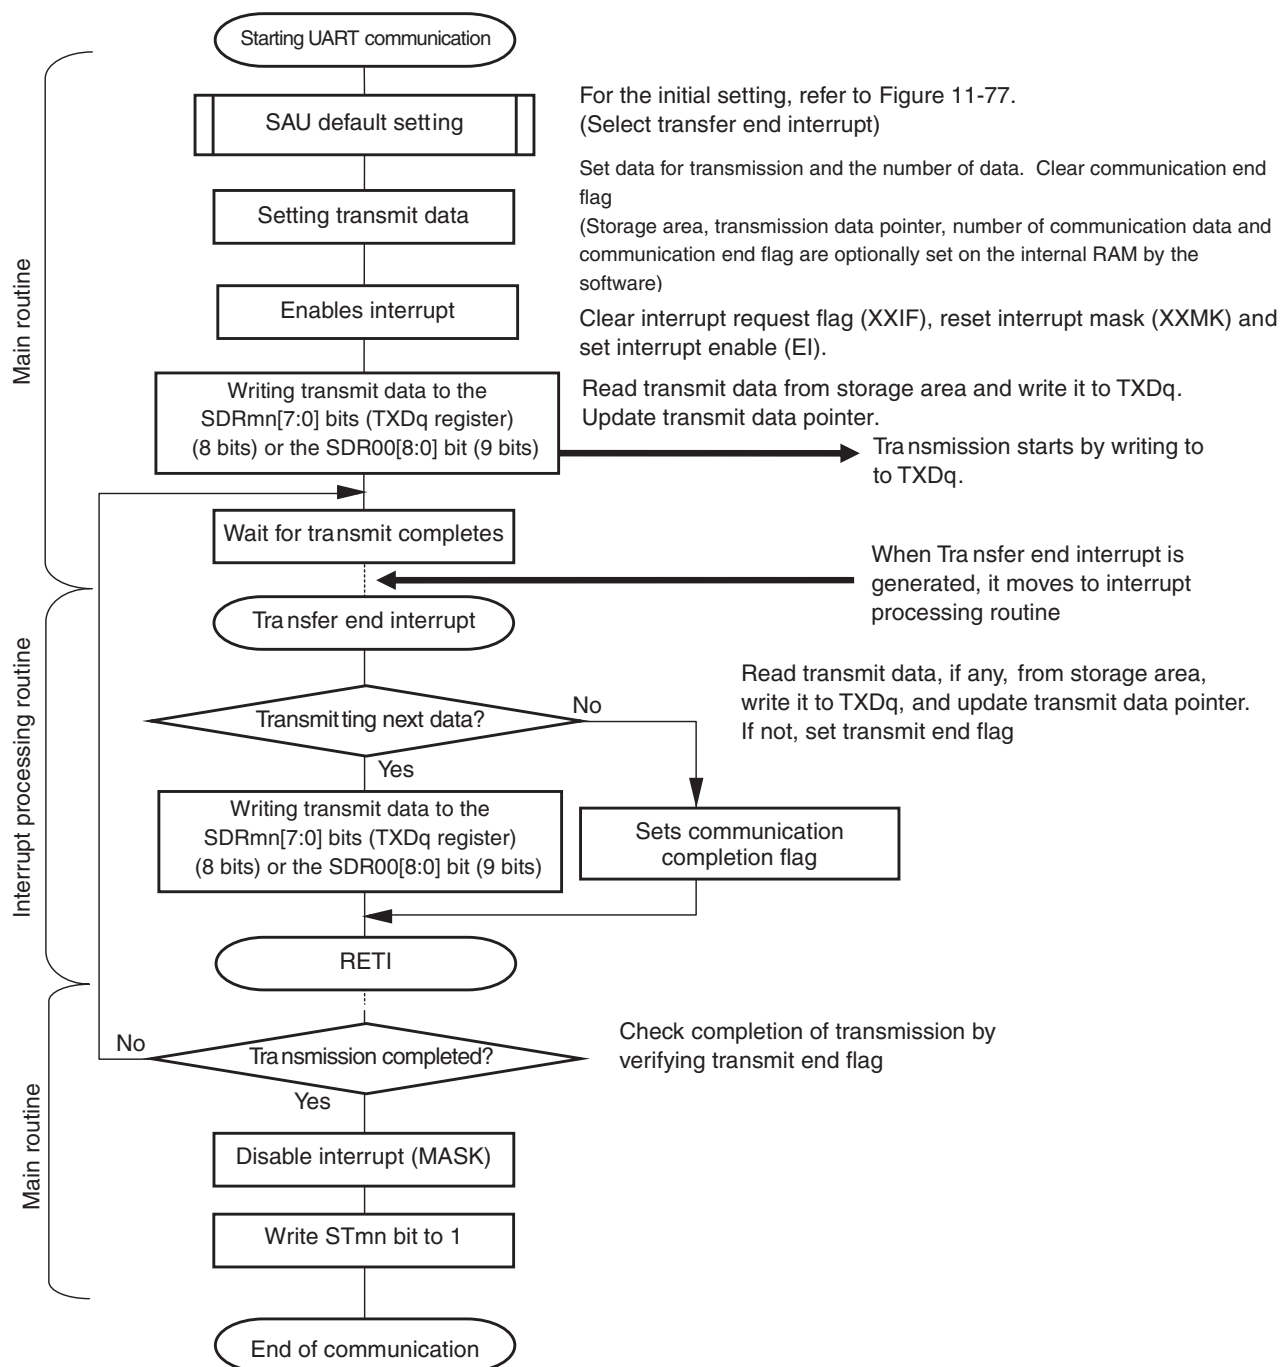 Starting UART communication
SAU default setting
For the initial setting, refer to Figure 11-77.
(Select transfer end interrupt)
Setting transmit data
Set data for transmission and the number of data.  Clear communication end
flag
(Storage area, transmission data pointer, number of communication data and
communication end flag are optionally set on the internal RAM by the
software)
Enables interrupt
Clear interrupt request flag (XXIF), reset interrupt mask (XXMK) and
set interrupt enable (EI).
Main routine
Writing transmit data to the
SDRmn[7:0] bits (TXDq register)
(8 bits) or the SDR00[8:0] bit (9 bits)
Read transmit data from storage area and write it to TXDq.
Update transmit data pointer.
Transmission starts by writing to
to TXDq.
Wait for transmit completes
When Transfer end interrupt is
generated, it moves to interrupt
processing routine
Transfer end interrupt
Interrupt processing routine
Transmitting next data?
No
Yes
Read transmit data, if any, from storage area,
write it to TXDq, and update transmit data pointer.
If not, set transmit end flag
Writing transmit data to the
SDRmn[7:0] bits (TXDq register)
(8 bits) or the SDR00[8:0] bit (9 bits)
Sets communication
completion flag
RETI
Main routine
No
Transmission completed?
Yes
Check completion of transmission by
verifying transmit end flag
Disable interrupt (MASK)
Write STmn bit to 1
End of communication